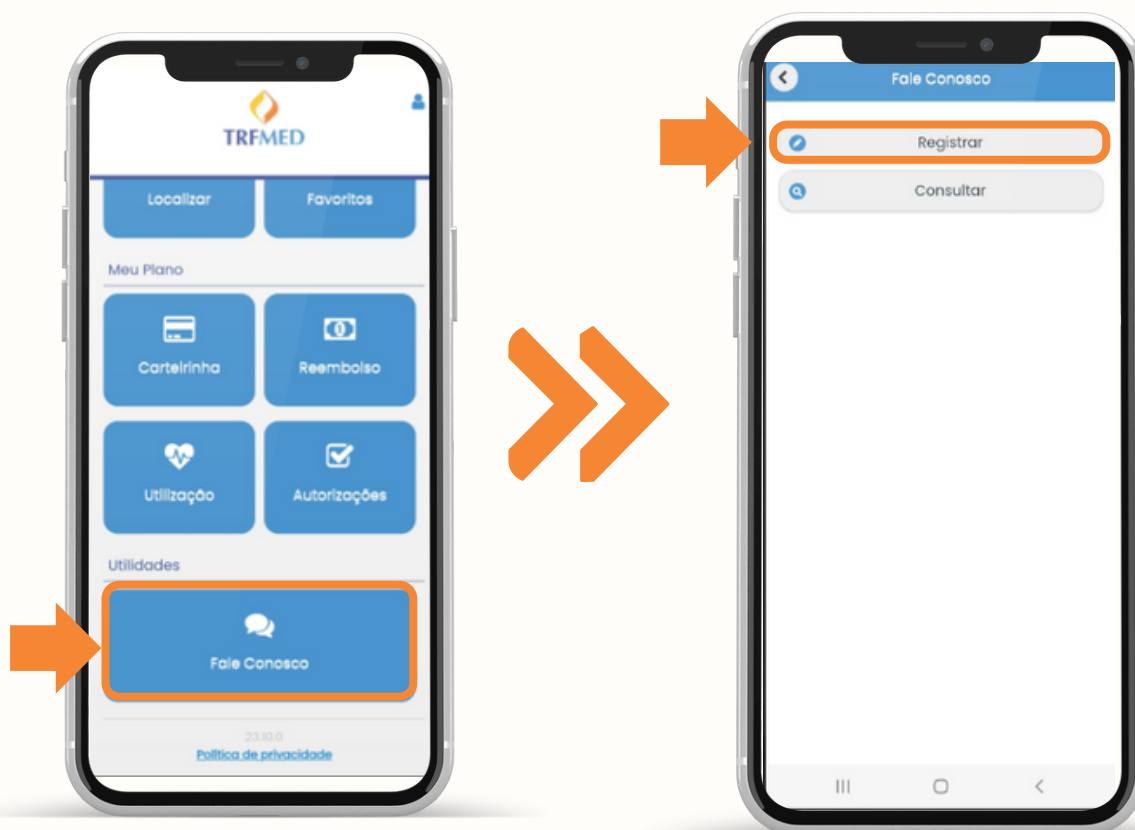 TRFMED
Localizar
Favoritos
Meu Plano
Carteirinha
Reembolso
Utilização
Autorizações
Utilidades
Fale Conosco
23.10.0
Política de privacidade
Fale Conosco
Registrar
Consultar